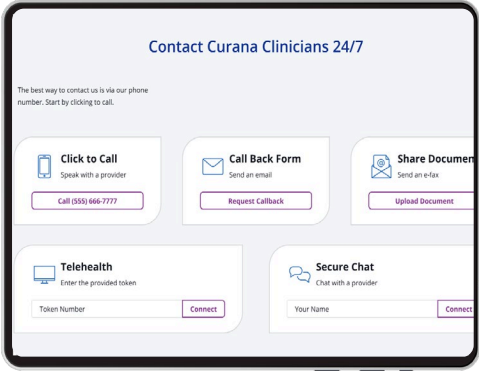 Contact Curana Clinicians 24/7
The best way to contact us is via our phone
number. Start by clicking to call.
Click to Call
Speak with a provider
Call (555) 666-7777
Call Back Form
Send an email
Request Callback
Share Documen
Send an e-fax
Upload Document
Telehealth
Enter the provided token
Token Number
Connect
Secure Chat
Chat with a provider
Your Name
Connect